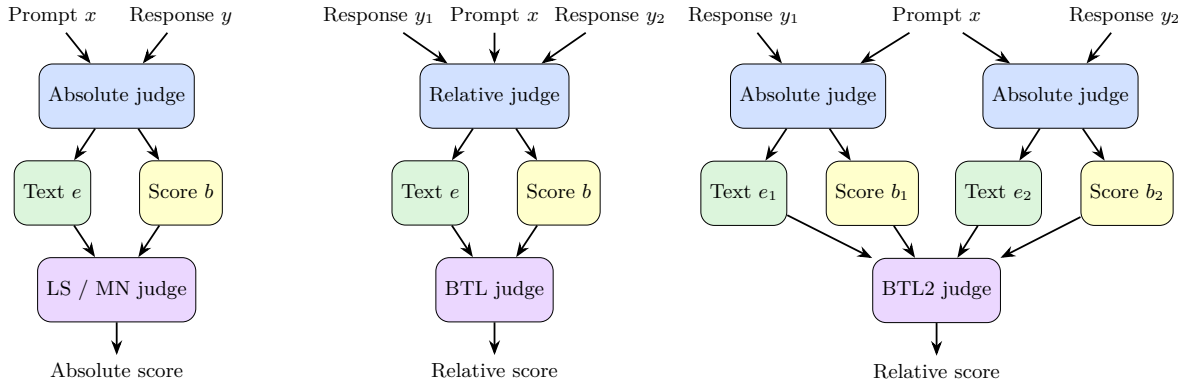 Prompt x Response y
Absolute judge
Text e Score b
LS / MN judge
Absolute score
Response y₁ Prompt x Response y₂
Relative judge
Text e Score b
BTL judge
Relative score
Response y₁ Prompt x Response y₂
Absolute judge Absolute judge
Text e₁ Score b₁ Text e₂ Score b₂
BTL2 judge
Relative score